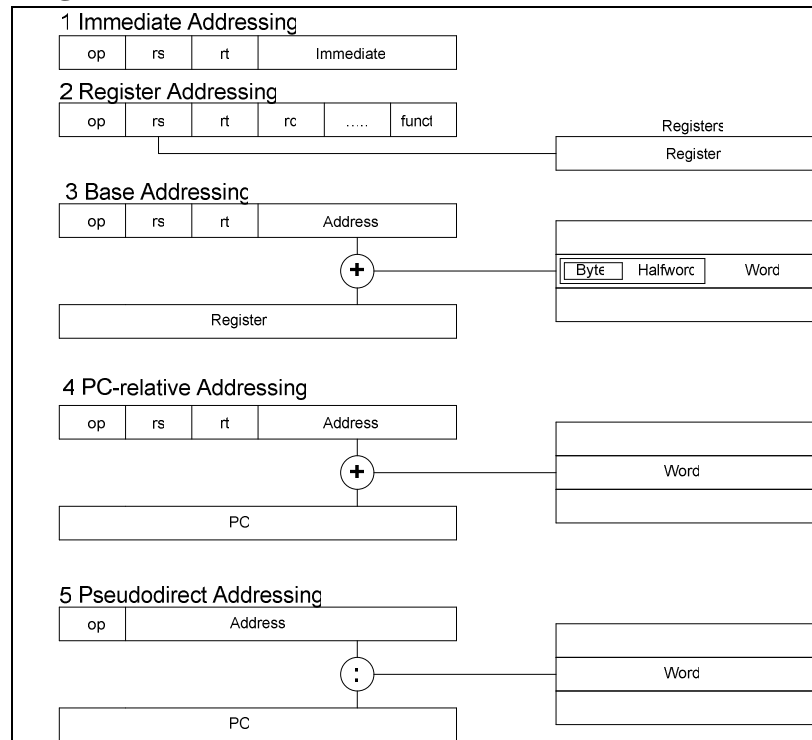 1 Immediate Addressing
op rs rt Immediate
2 Register Addressing
op rs rt rc ..... funct
Registers
Register
3 Base Addressing
op rs rt Address
+
Byte Halfword Word
Register
4 PC-relative Addressing
op rs rt Address
+
Word
PC
5 Pseudodirect Addressing
op Address
:
Word
PC